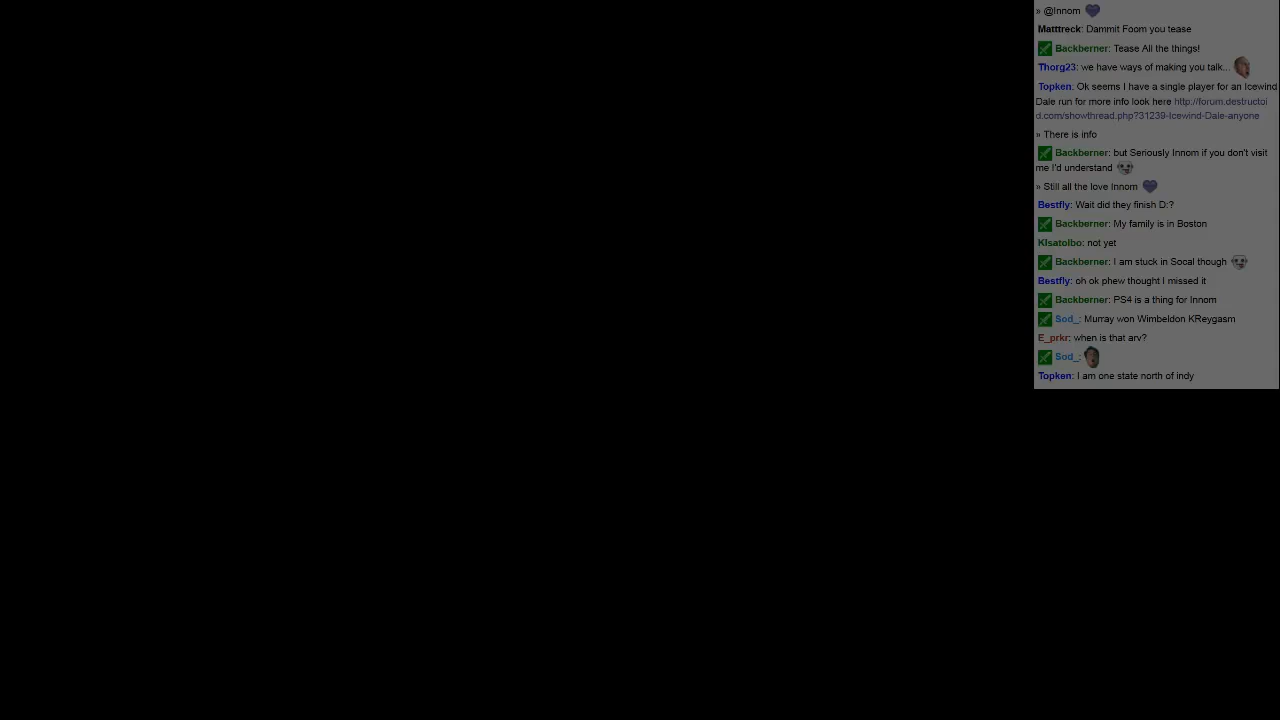 » @Innom
Matttreck: Dammit Foom you tease
Backberner: Tease All the things!
Thorg23: we have ways of making you talk...
Topken: Ok seems I have a single player for an Icewind
Dale run for more info look here http://forum.destructoi
d.com/showthread.php?31239-Icewind-Dale-anyone
» There is info
Backberner: but Seriously Innom if you don't visit
me I'd understand
» Still all the love Innom
Bestfly: Wait did they finish D:?
Backberner: My family is in Boston
Klsatolbo: not yet
Backberner: I am stuck in Socal though
Bestfly: oh ok phew thought I missed it
Backberner: PS4 is a thing for Innom
Sod_: Murray won Wimbeldon KReygasm
E_prkr: when is that arv?
Sod_:
Topken: I am one state north of indy